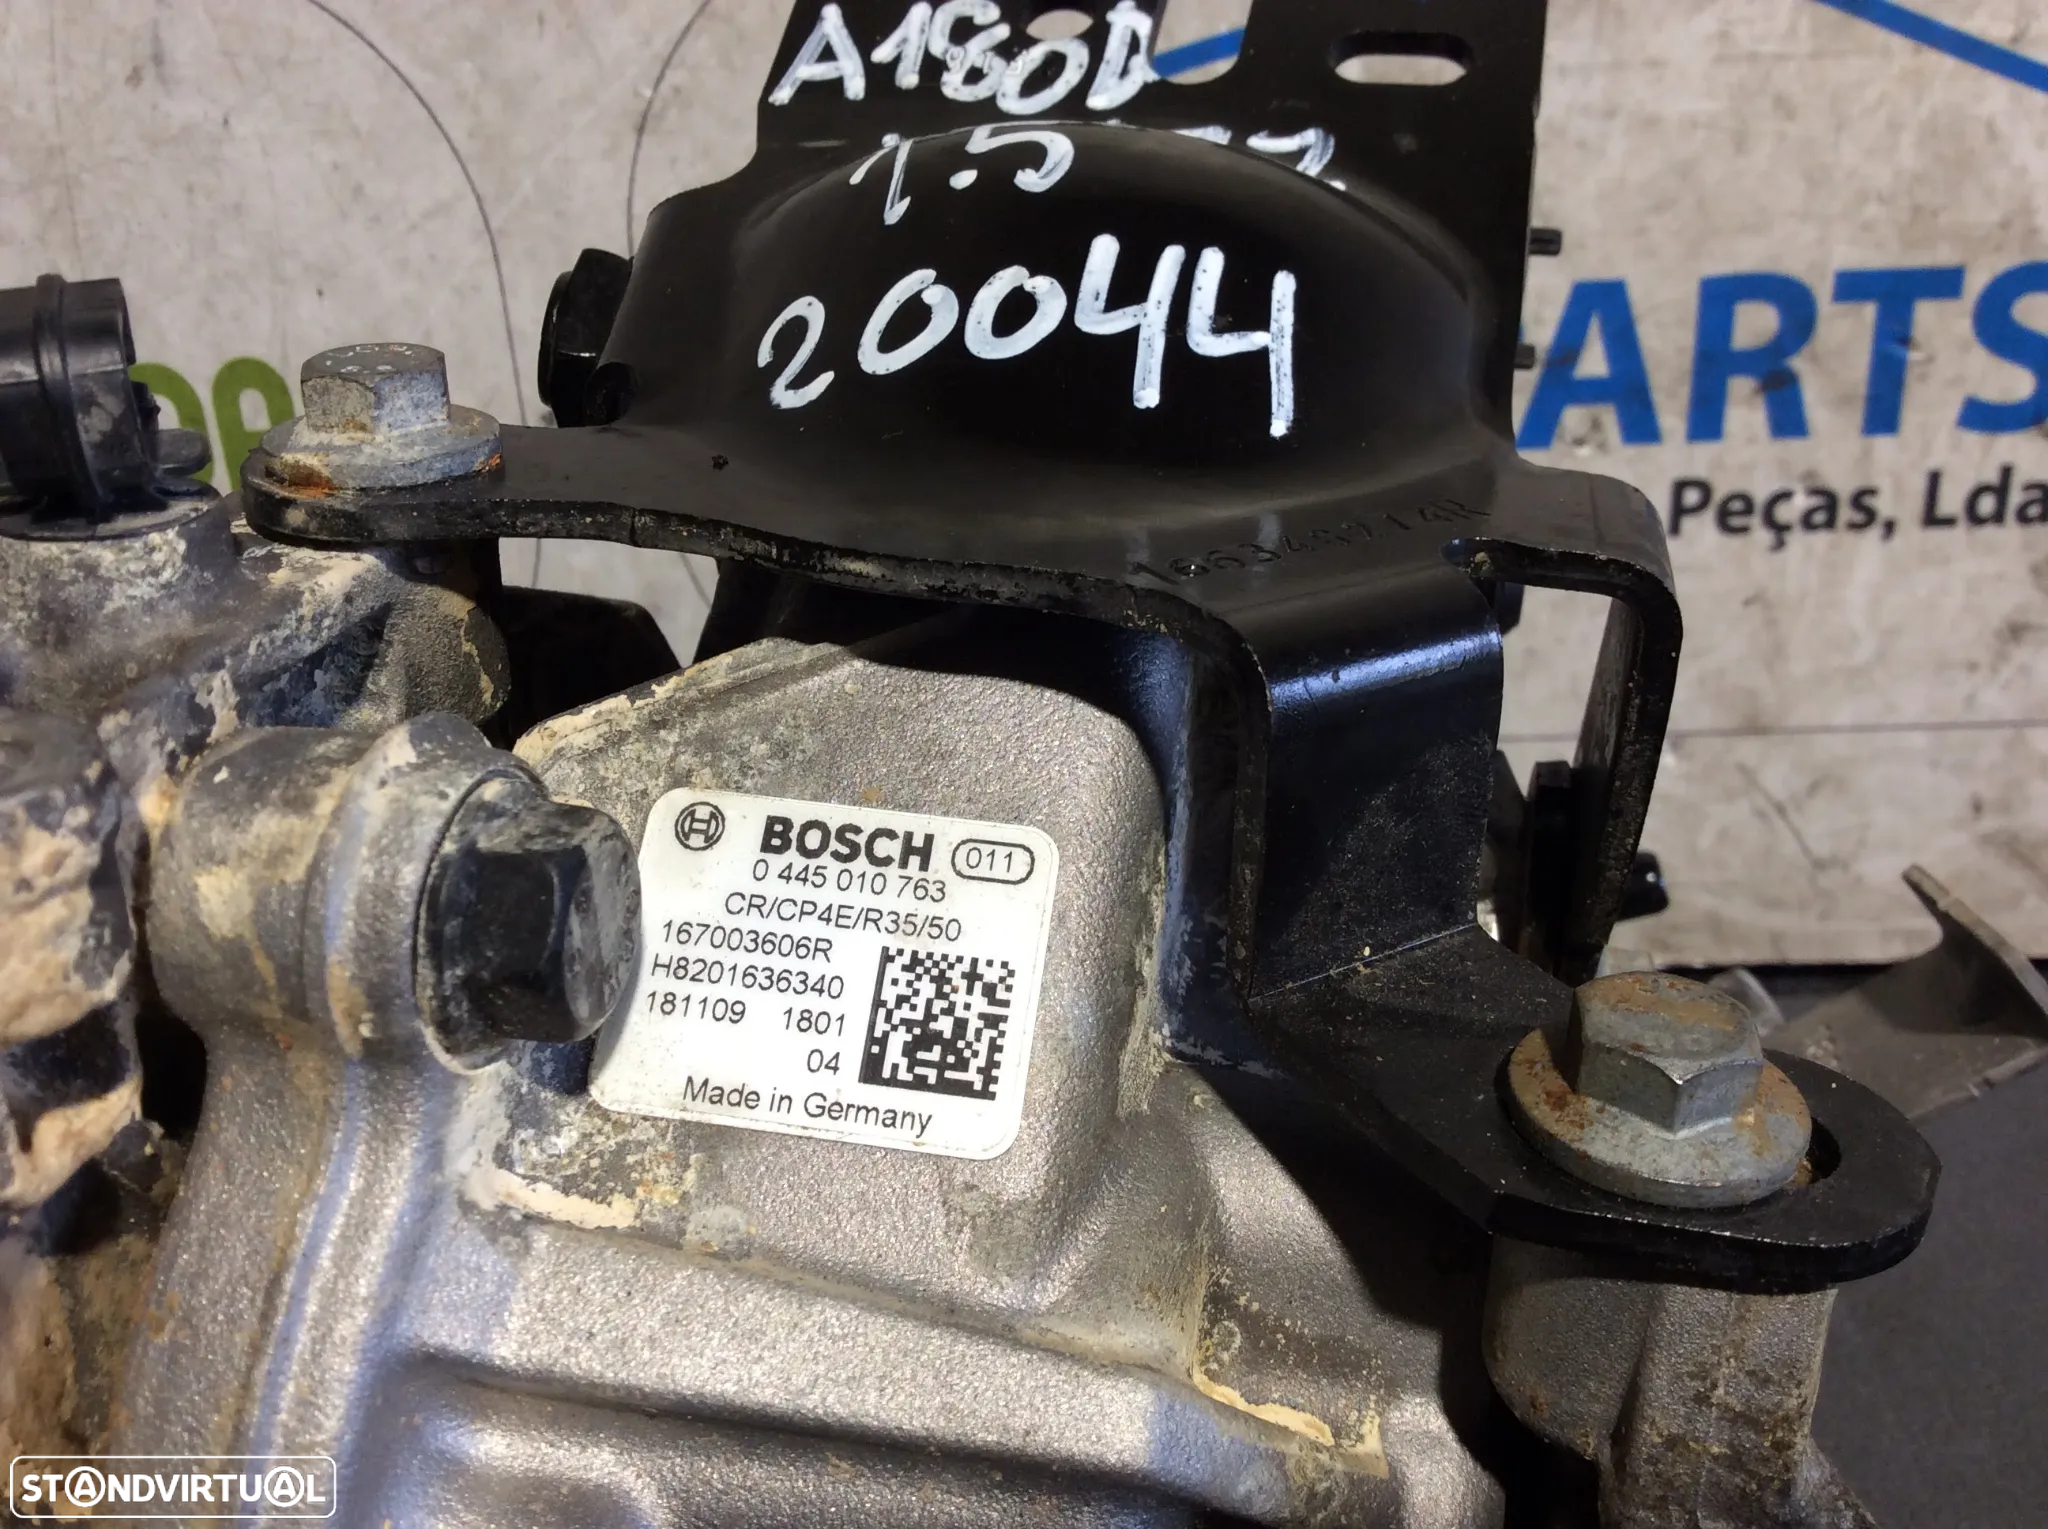 A180D
1.5
20044
ARTS
Peças, Lda
166349214R
BOSCH 011
0 445 010 763
CR/CP4E/R35/50
167003606R
H8201636340
181109 1801
04
Made in Germany
STANDVIRTUAL